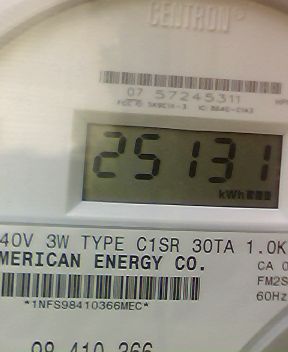 CENTRON®
07 57245311
25131
kWh
40V 3W TYPE C1SR 30TA 1.0K
MERICAN ENERGY CO.
CA 0
FM2S
60Hz
*1NFS98410366MEC*
98 410 366